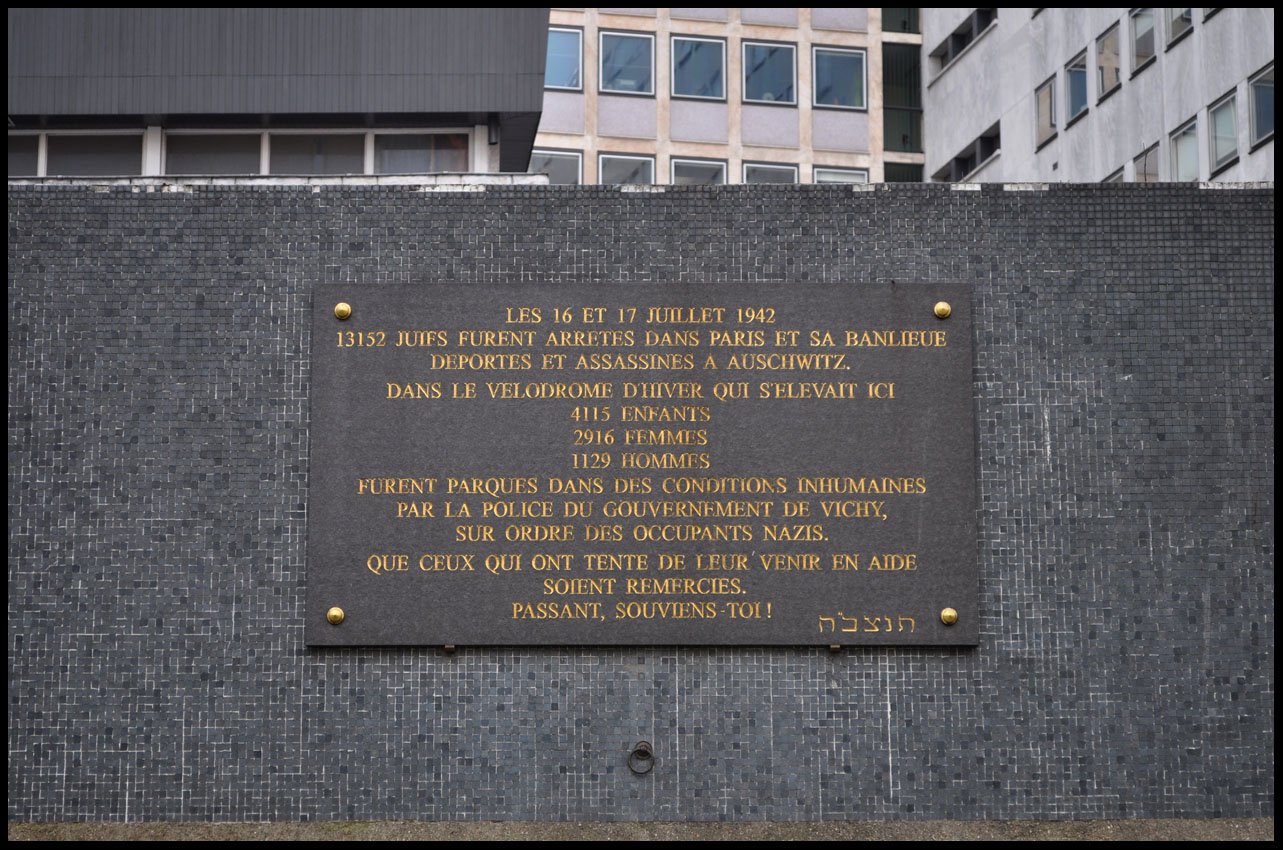 LES 16 ET 17 JUILLET 1942
13152 JUIFS FURENT ARRETES DANS PARIS ET SA BANLIEUE
DEPORTES ET ASSASSINES A AUSCHWITZ.
DANS LE VELODROME D'HIVER QUI S'ELEVAIT ICI
4115 ENFANTS
2916 FEMMES
1129 HOMMES
FURENT PARQUES DANS DES CONDITIONS INHUMAINES
PAR LA POLICE DU GOUVERNEMENT DE VICHY,
SUR ORDRE DES OCCUPANTS NAZIS.
QUE CEUX QUI ONT TENTE DE LEUR VENIR EN AIDE
SOIENT REMERCIES.
PASSANT, SOUVIENS-TOI !
תנצב"ה